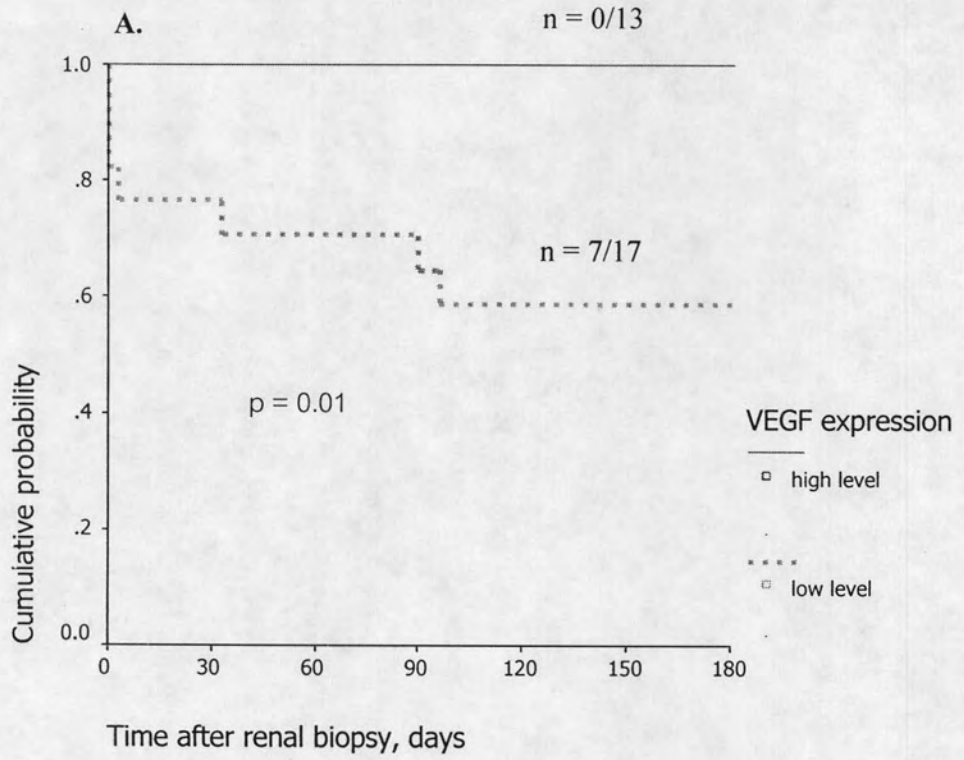 A.
n = 0/13
1.0
.8
n = 7/17
.6
p = 0.01
.4
.2
0.0
Cumulative probability
0 30 60 90 120 150 180
Time after renal biopsy, days
VEGF expression
high level
low level